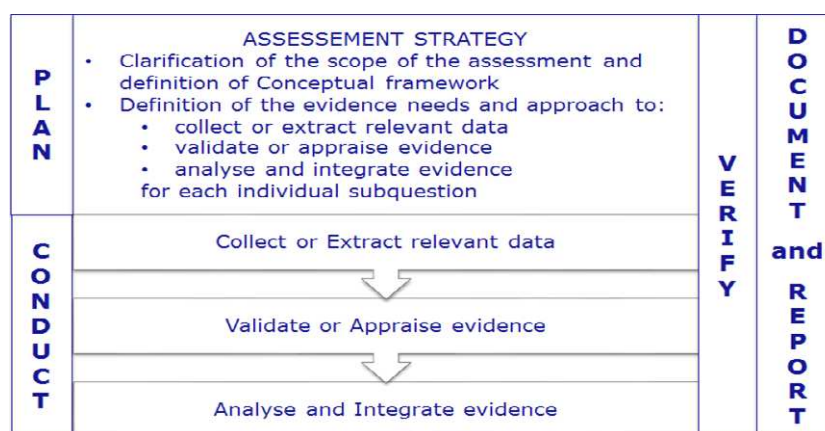 PLAN
ASSESSEMENT STRATEGY
• Clarification of the scope of the assessment and
definition of Conceptual framework
• Definition of the evidence needs and approach to:
• collect or extract relevant data
• validate or appraise evidence
• analyse and integrate evidence
for each individual subquestion
CONDUCT
Collect or Extract relevant data
Validate or Appraise evidence
Analyse and Integrate evidence
VERIFY
DOCUMENT
and
REPORT